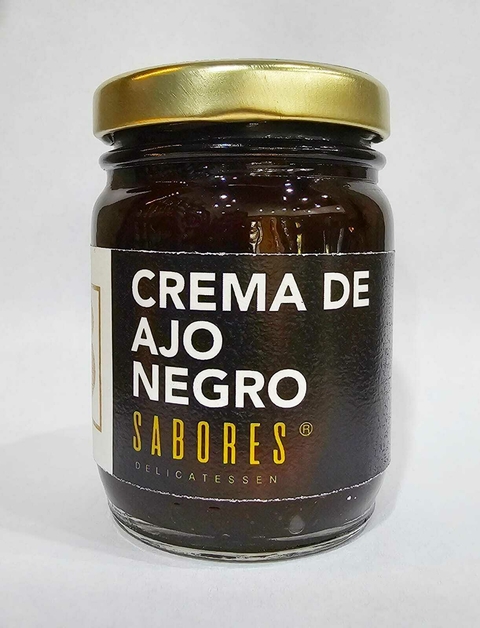 CREMA DE
AJO
NEGRO
SABORES®
DELICATESSEN